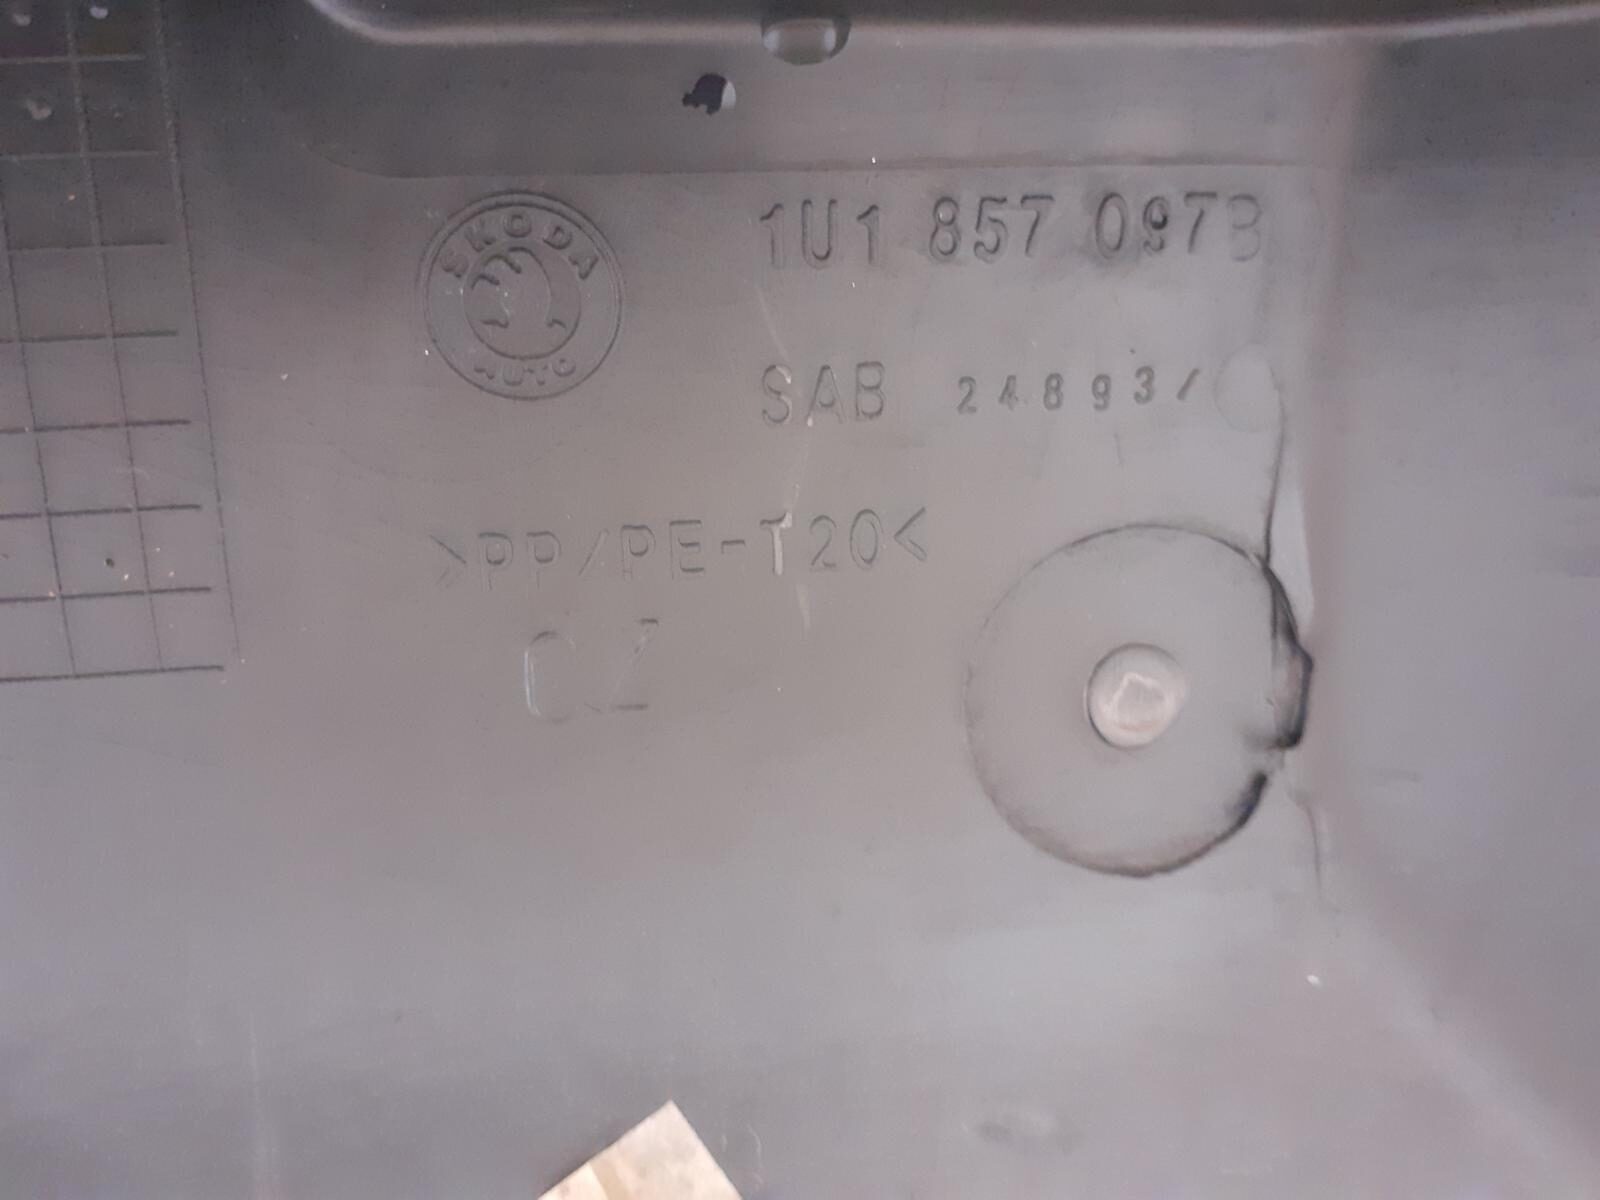 SKODA
AUTO
1U1 857 097B
SAB 24893/
>PP/PE-T20<
CZ